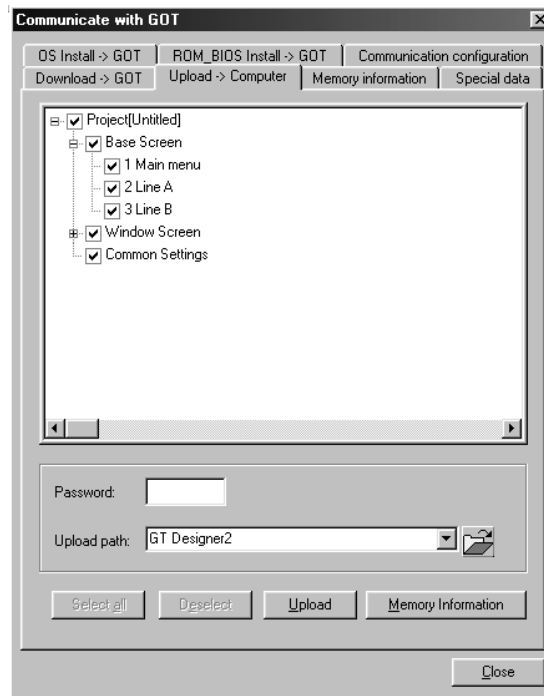 Communicate with GOT
OS Install -> GOT ROM_BIOS Install -> GOT Communication configuration
Download -> GOT Upload -> Computer Memory information Special data
Project[Untitled]
Base Screen
1 Main menu
2 Line A
3 Line B
Window Screen
Common Settings
Password:
Upload path: GT Designer2
Select all Deselect Upload Memory Information
Close